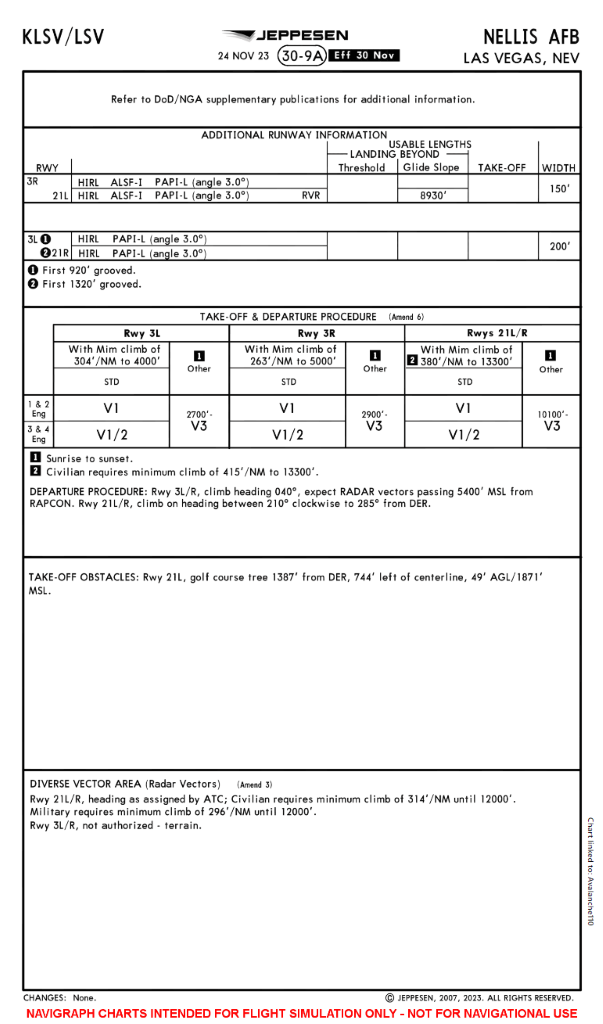 KLSV/LSV
JEPPESEN
NELLIS AFB
24 NOV 23 30-9A Eff 30 Nov
LAS VEGAS, NEV
Refer to DoD/NGA supplementary publications for additional information.
ADDITIONAL RUNWAY INFORMATION
USABLE LENGTHS
LANDING BEYOND
RWY Threshold Glide Slope TAKE-OFF WIDTH
3R HIRL ALSF-I PAPI-L (angle 3.0°)
150'
21L HIRL ALSF-I PAPI-L (angle 3.0°) RVR 8930'
3L 1 HIRL PAPI-L (angle 3.0°)
200'
2 21R HIRL PAPI-L (angle 3.0°)
1 First 920' grooved.
2 First 1320' grooved.
TAKE-OFF & DEPARTURE PROCEDURE (Amend 6)
Rwy 3L Rwy 3R Rwys 21L/R
With Mim climb of
304'/NM to 4000'
1
Other
With Mim climb of
263'/NM to 5000'
1
Other
With Mim climb of
2 380'/NM to 13300'
1
Other
STD STD STD
1 & 2
Eng
V1
2700'-
V3
V1
2900'-
V3
V1
10100'-
V3
3 & 4
Eng
V1/2 V1/2 V1/2
1 Sunrise to sunset.
2 Civilian requires minimum climb of 415'/NM to 13300'.
DEPARTURE PROCEDURE: Rwy 3L/R, climb heading 040°, expect RADAR vectors passing 5400' MSL from
RAPCON. Rwy 21L/R, climb on heading between 210° clockwise to 285° from DER.
TAKE-OFF OBSTACLES: Rwy 21L, golf course tree 1387' from DER, 744' left of centerline, 49' AGL/1871'
MSL.
DIVERSE VECTOR AREA (Radar Vectors) (Amend 3)
Rwy 21L/R, heading as assigned by ATC; Civilian requires minimum climb of 314'/NM until 12000'.
Military requires minimum climb of 296'/NM until 12000'.
Rwy 3L/R, not authorized - terrain.
Chart linked to: Avalanche110
CHANGES: None.
© JEPPESEN, 2007, 2023. ALL RIGHTS RESERVED.
NAVIGRAPH CHARTS INTENDED FOR FLIGHT SIMULATION ONLY - NOT FOR NAVIGATIONAL USE